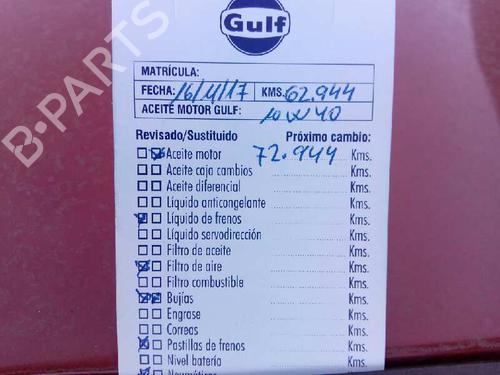 Gulf
MATRÍCULA:
FECHA: 16/11/17 KMS. 62.944
ACEITE MOTOR GULF: 10W40
Revisado/Sustituido Próximo cambio:
Aceite motor 72.944 Kms.
Aceite caja cambios Kms.
Aceite diferencial Kms.
Líquido anticongelante Kms.
Líquido de frenos Kms.
Líquido servodirección Kms.
Filtro de aceite Kms.
Filtro de aire Kms.
Filtro combustible Kms.
Bujías Kms.
Engrase Kms.
Correas Kms.
Pastillas de frenos Kms.
Nivel batería Kms.
Neumáticos Kms.
B-PARTS